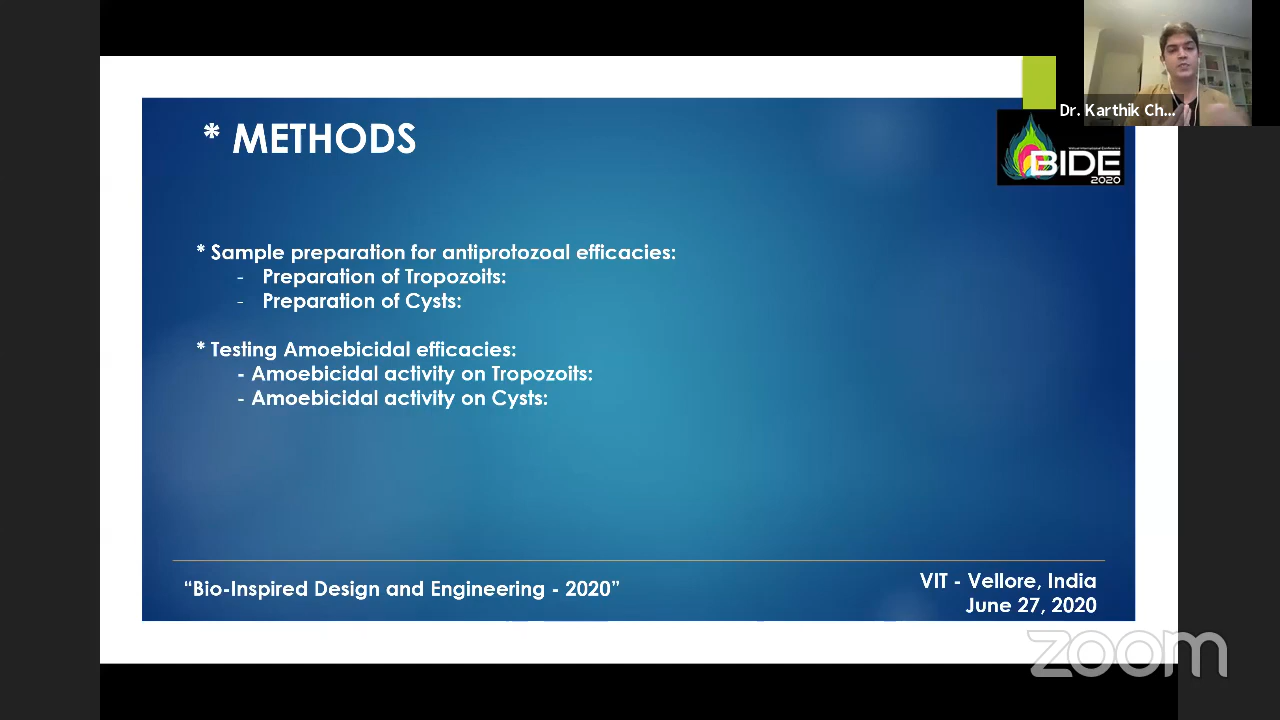 * METHODS
Dr. Karthik Ch...
BIDE
2020
* Sample preparation for antiprotozoal efficacies:
- Preparation of Tropozoits:
- Preparation of Cysts:
* Testing Amoebicidal efficacies:
- Amoebicidal activity on Tropozoits:
- Amoebicidal activity on Cysts:
“Bio-Inspired Design and Engineering - 2020”
VIT - Vellore, India
June 27, 2020
zoom